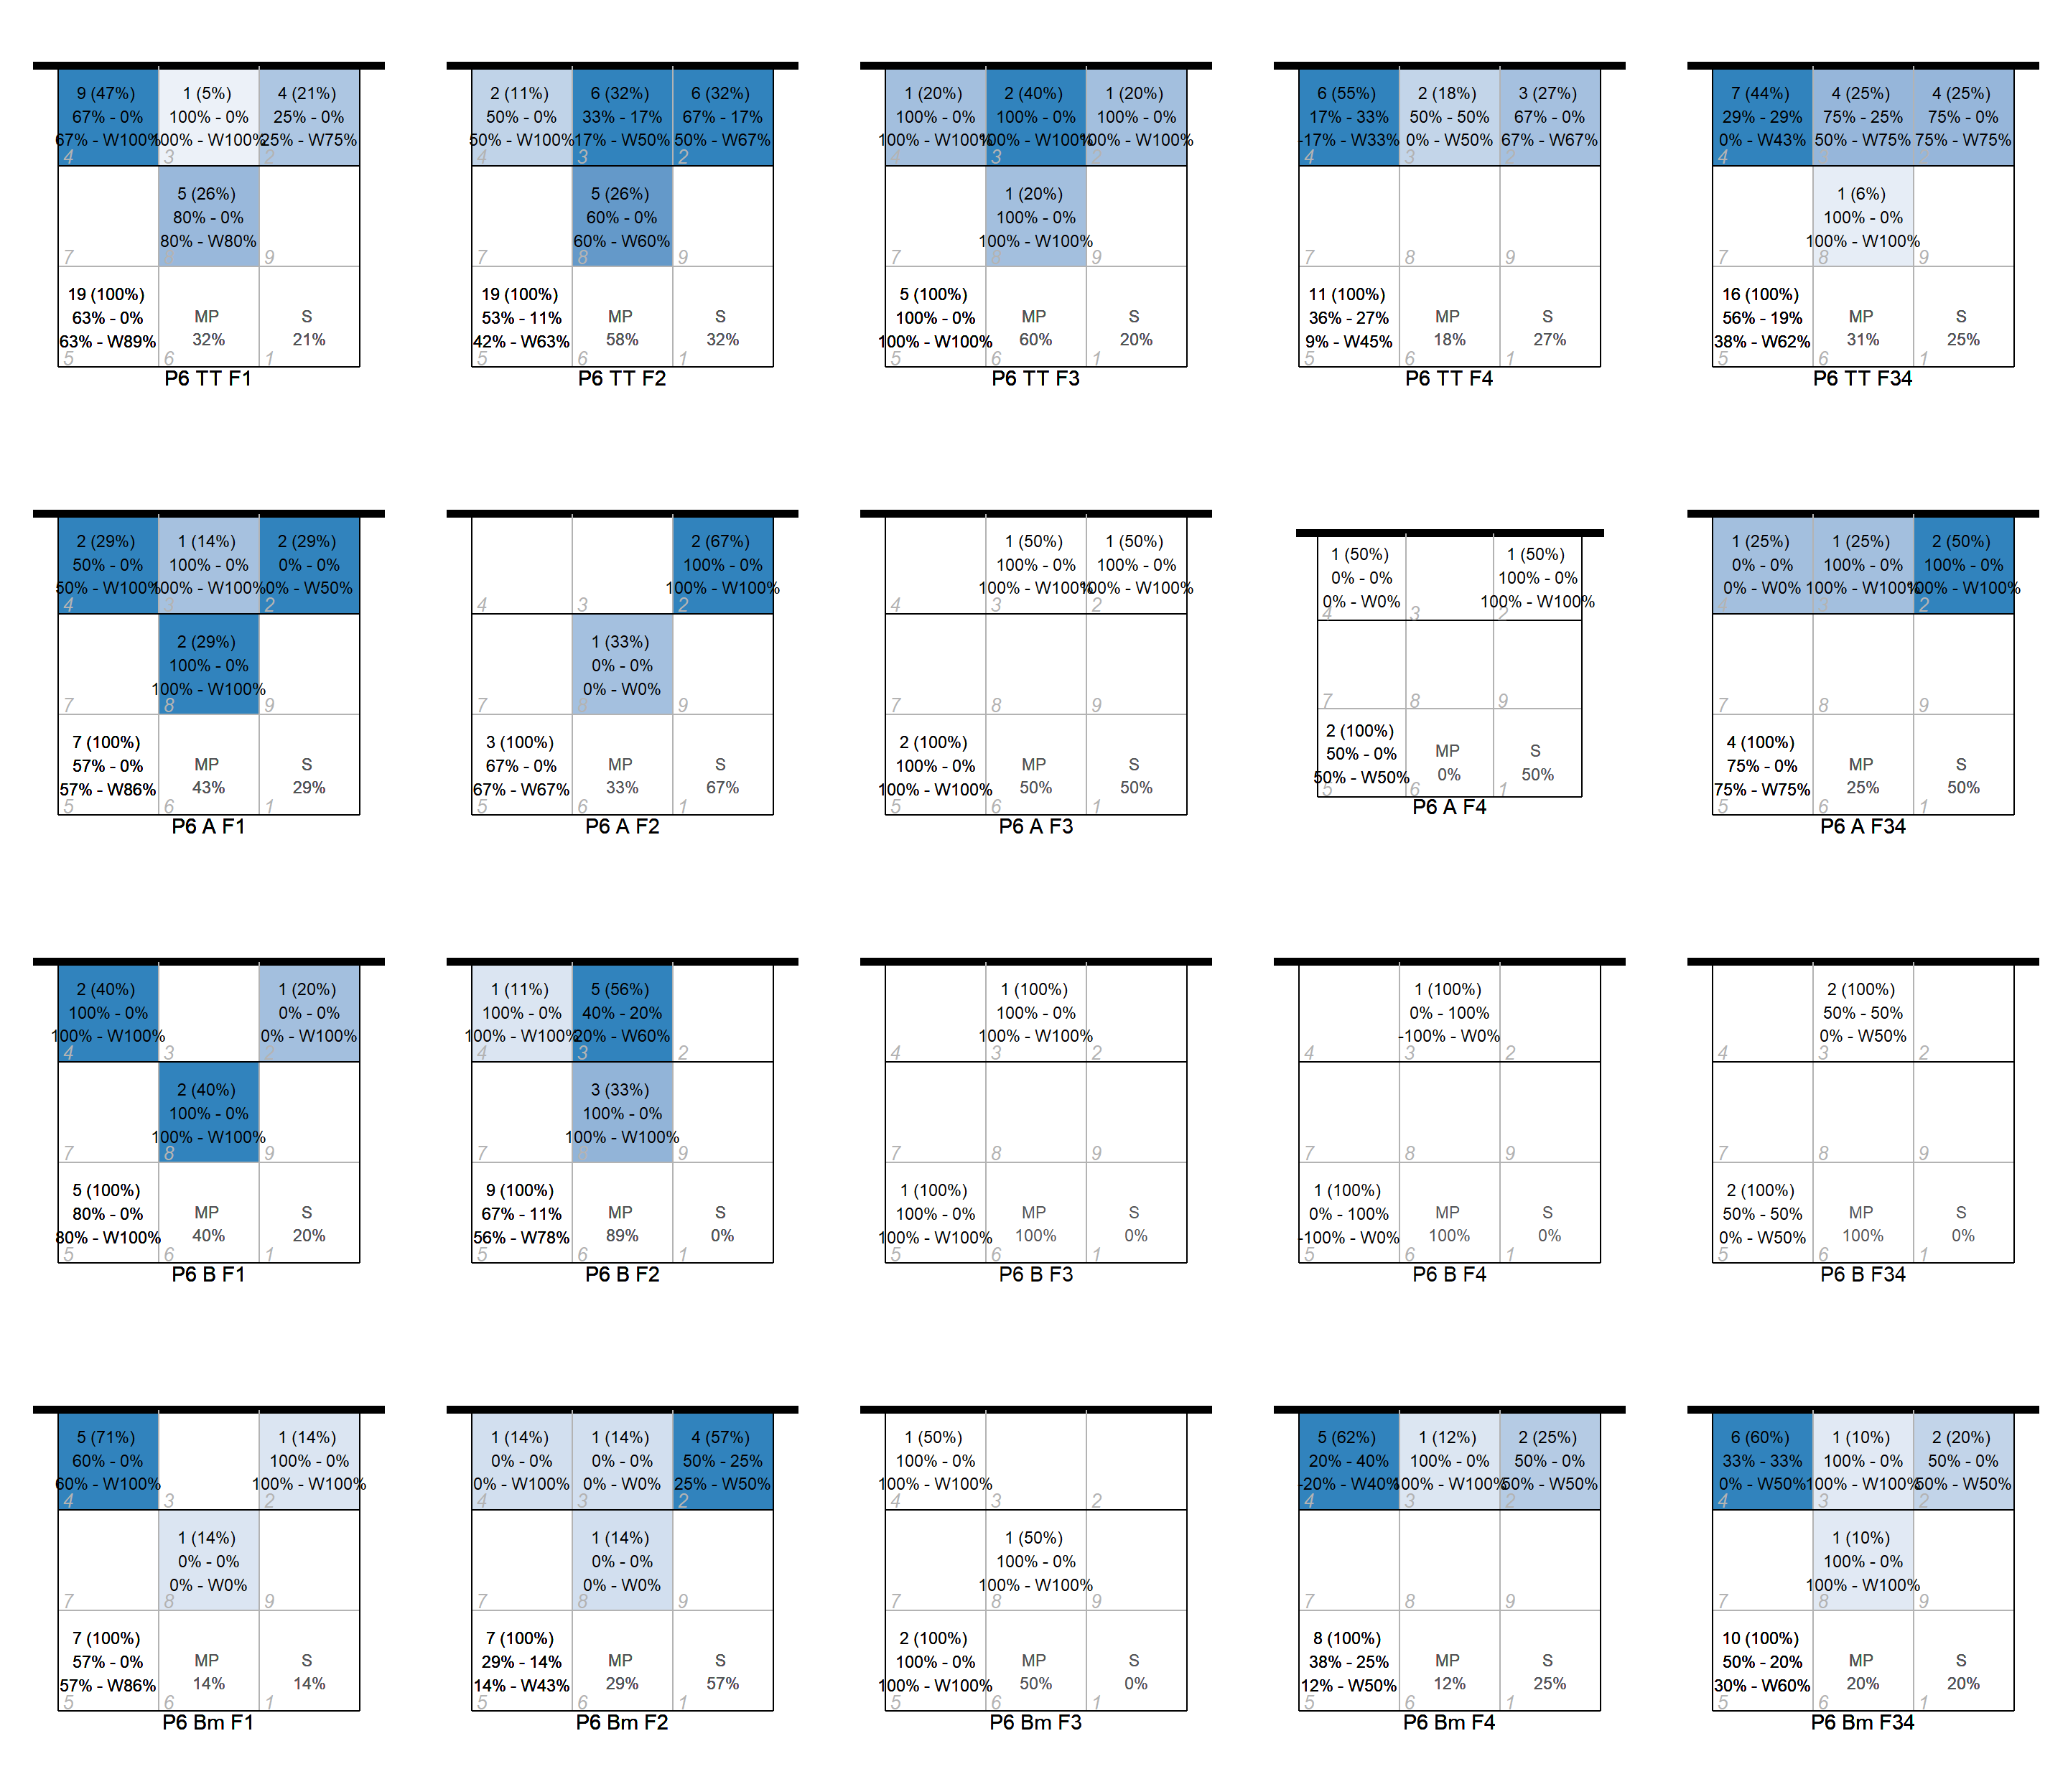 9 (47%)
67% - 0%
67% - W100%
4
1 (5%)
100% - 0%
100% - W100%
3
4 (21%)
25% - 0%
25% - W75%
2
7
5 (26%)
80% - 0%
80% - W80%
9
19 (100%)
63% - 0%
63% - W89%
5
MP
32%
6
S
21%
1
P6 TT F1
2 (11%)
50% - 0%
50% - W100%
4
6 (32%)
33% - 17%
17% - W50%
3
6 (32%)
67% - 17%
50% - W67%
2
7
5 (26%)
60% - 0%
60% - W60%
8
9
19 (100%)
53% - 11%
42% - W63%
5
MP
58%
6
S
32%
1
P6 TT F2
1 (20%)
100% - 0%
100% - W100%
4
2 (40%)
100% - 0%
100% - W100%
3
1 (20%)
100% - 0%
100% - W100%
2
7
1 (20%)
100% - 0%
100% - W100%
8
9
5 (100%)
100% - 0%
100% - W100%
5
MP
60%
6
S
20%
1
P6 TT F3
6 (55%)
17% - 33%
-17% - W33%
4
2 (18%)
50% - 50%
0% - W50%
3
3 (27%)
67% - 0%
67% - W67%
2
7
8
9
11 (100%)
36% - 27%
9% - W45%
5
MP
18%
6
S
27%
1
P6 TT F4
7 (44%)
29% - 29%
0% - W43%
4
4 (25%)
75% - 25%
50% - W75%
4 (25%)
75% - 0%
75% - W75%
7
1 (6%)
100% - 0%
100% - W100%
8
9
16 (100%)
56% - 19%
38% - W62%
5
MP
31%
6
S
25%
1
P6 TT F34
2 (29%)
50% - 0%
50% - W100%
4
1 (14%)
100% - 0%
100% - W100%
3
2 (29%)
0% - 0%
0% - W50%
2
7
2 (29%)
100% - 0%
100% - W100%
8
9
7 (100%)
57% - 0%
57% - W86%
5
MP
43%
6
S
29%
1
P6 A F1
4
3
2 (67%)
100% - 0%
100% - W100%
2
7
1 (33%)
0% - 0%
0% - W0%
8
9
3 (100%)
67% - 0%
67% - W67%
5
MP
33%
6
S
67%
1
P6 A F2
4
1 (50%)
100% - 0%
100% - W100%
3
1 (50%)
100% - 0%
100% - W100%
2
7
8
9
2 (100%)
100% - 0%
100% - W100%
5
MP
50%
6
S
50%
1
P6 A F3
1 (50%)
0% - 0%
0% - W0%
4
3
1 (50%)
100% - 0%
100% - W100%
2
7
8
9
2 (100%)
50% - 0%
50% - W50%
5
MP
0%
6
S
50%
1
P6 A F4
1 (25%)
0% - 0%
0% - W0%
4
1 (25%)
100% - 0%
100% - W100%
3
2 (50%)
100% - 0%
100% - W100%
2
7
8
9
4 (100%)
75% - 0%
75% - W75%
5
MP
25%
6
S
50%
1
P6 A F34
2 (40%)
100% - 0%
100% - W100%
4
3
1 (20%)
0% - 0%
0% - W100%
2
7
2 (40%)
100% - 0%
100% - W100%
8
9
5 (100%)
80% - 0%
80% - W100%
5
MP
40%
6
S
20%
1
P6 B F1
1 (11%)
100% - 0%
100% - W100%
4
5 (56%)
40% - 20%
20% - W60%
3
2
7
3 (33%)
100% - 0%
100% - W100%
8
9
9 (100%)
67% - 11%
56% - W78%
5
MP
89%
6
S
0%
1
P6 B F2
4
1 (100%)
100% - 0%
100% - W100%
3
2
7
8
9
1 (100%)
100% - 0%
100% - W100%
5
MP
100%
6
S
0%
1
P6 B F3
4
1 (100%)
0% - 100%
-100% - W0%
3
2
7
8
9
1 (100%)
0% - 100%
-100% - W0%
5
MP
100%
6
S
0%
1
P6 B F4
4
2 (100%)
50% - 50%
0% - W50%
3
2
7
8
9
2 (100%)
50% - 50%
0% - W50%
5
MP
100%
6
S
0%
1
P6 B F34
5 (71%)
60% - 0%
60% - W100%
4
3
1 (14%)
100% - 0%
100% - W100%
2
7
1 (14%)
0% - 0%
0% - W0%
8
9
7 (100%)
57% - 0%
57% - W86%
5
MP
14%
6
S
14%
1
P6 Bm F1
1 (14%)
0% - 0%
0% - W100%
4
1 (14%)
0% - 0%
0% - W0%
3
4 (57%)
50% - 25%
25% - W50%
2
7
1 (14%)
0% - 0%
0% - W0%
8
9
7 (100%)
29% - 14%
14% - W43%
5
MP
29%
6
S
57%
1
P6 Bm F2
1 (50%)
100% - 0%
100% - W100%
4
3
2
7
1 (50%)
100% - 0%
100% - W100%
8
9
2 (100%)
100% - 0%
100% - W100%
5
MP
50%
6
S
0%
1
P6 Bm F3
5 (62%)
20% - 40%
-20% - W40%
4
1 (12%)
100% - 0%
100% - W100%
3
2 (25%)
50% - 0%
50% - W50%
2
7
8
9
8 (100%)
38% - 25%
12% - W50%
5
MP
12%
6
S
25%
1
P6 Bm F4
6 (60%)
33% - 33%
0% - W50%
4
1 (10%)
100% - 0%
100% - W100%
3
2 (20%)
50% - 0%
50% - W50%
2
7
1 (10%)
100% - 0%
100% - W100%
8
9
10 (100%)
50% - 20%
30% - W60%
5
MP
20%
6
S
20%
1
P6 Bm F34